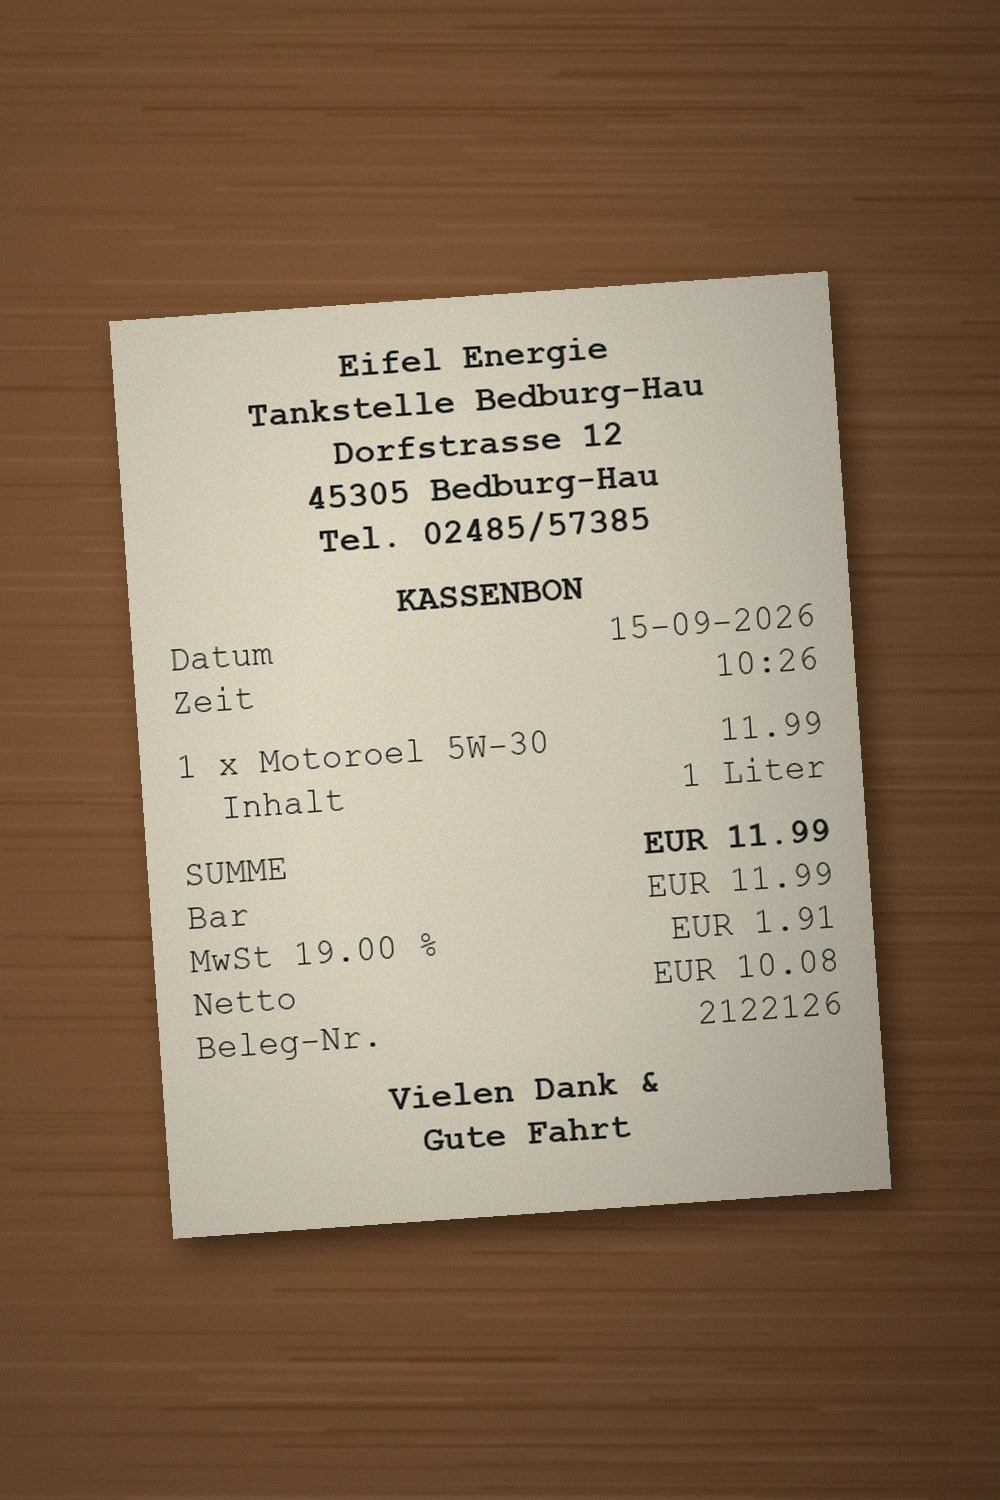 Eifel Energie
Tankstelle Bedburg-Hau
Dorfstrasse 12
45305 Bedburg-Hau
Tel. 02485/57385
KASSENBON
Datum 15-09-2026
Zeit 10:26
1 x Motoroel 5W-30 11.99
Inhalt 1 Liter
SUMME EUR 11.99
Bar EUR 11.99
MwSt 19.00 % EUR 1.91
Netto EUR 10.08
Beleg-Nr. 2122126
Vielen Dank &
Gute Fahrt